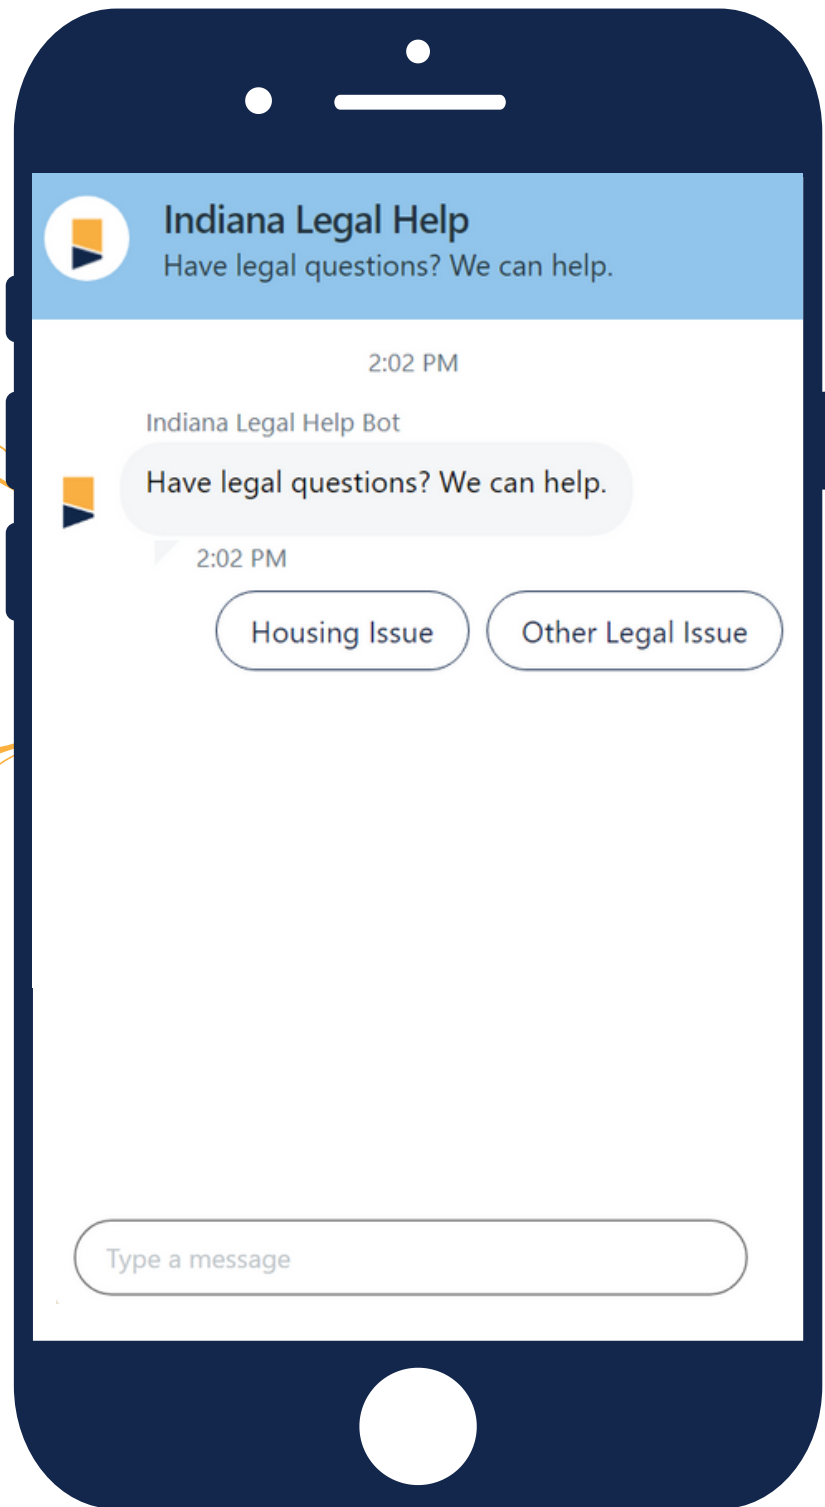 Indiana Legal Help
Have legal questions? We can help.
2:02 PM
Indiana Legal Help Bot
Have legal questions? We can help.
2:02 PM
Housing Issue
Other Legal Issue
Type a message